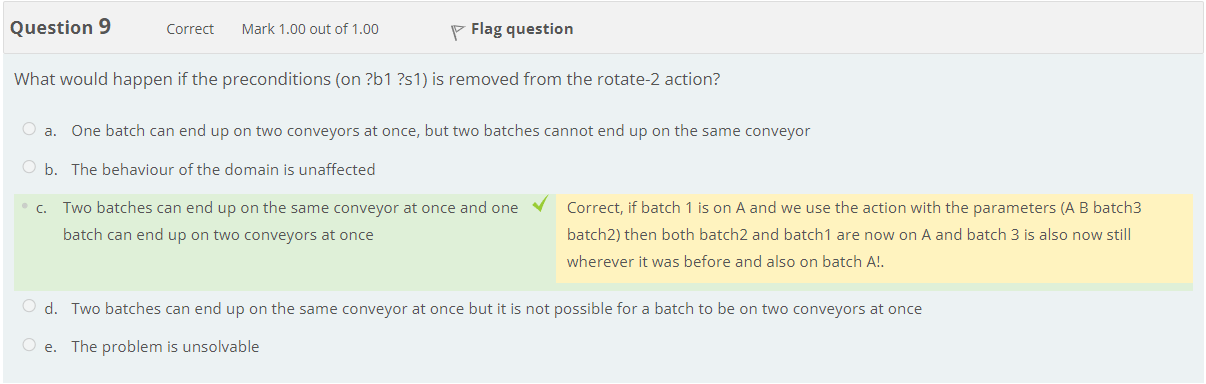 Question 9 Correct Mark 1.00 out of 1.00 Flag question
What would happen if the preconditions (on ?b1 ?s1) is removed from the rotate-2 action?
a. One batch can end up on two conveyors at once, but two batches cannot end up on the same conveyor
b. The behaviour of the domain is unaffected
c. Two batches can end up on the same conveyor at once and one
batch can end up on two conveyors at once
Correct, if batch 1 is on A and we use the action with the parameters (A B batch3
batch2) then both batch2 and batch1 are now on A and batch 3 is also now still
wherever it was before and also on batch A!.
d. Two batches can end up on the same conveyor at once but it is not possible for a batch to be on two conveyors at once
e. The problem is unsolvable